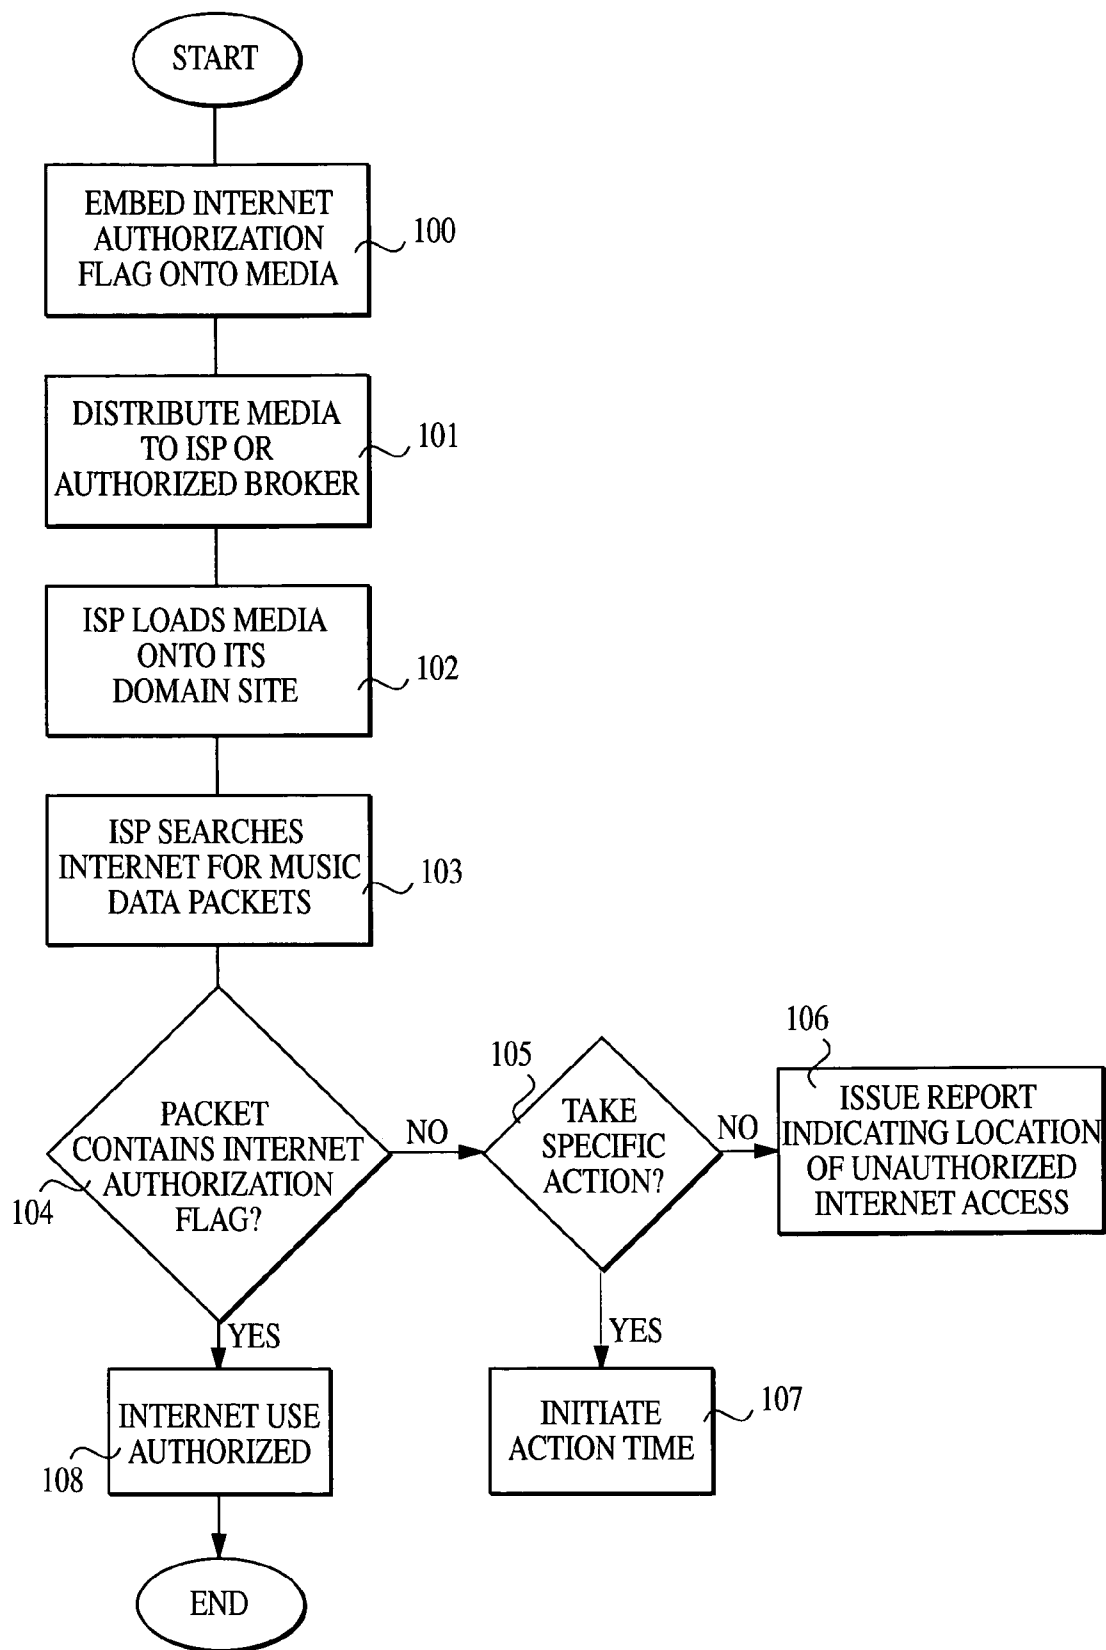 START
EMBED INTERNET
AUTHORIZATION
FLAG ONTO MEDIA
100
DISTRIBUTE MEDIA
TO ISP OR
AUTHORIZED BROKER
101
ISP LOADS MEDIA
ONTO ITS
DOMAIN SITE
102
ISP SEARCHES
INTERNET FOR MUSIC
DATA PACKETS
103
PACKET
CONTAINS INTERNET
AUTHORIZATION
FLAG?
104
NO
105
TAKE
SPECIFIC
ACTION?
NO
106
ISSUE REPORT
INDICATING LOCATION
OF UNAUTHORIZED
INTERNET ACCESS
YES
INTERNET USE
AUTHORIZED
108
YES
INITIATE
ACTION TIME
107
END